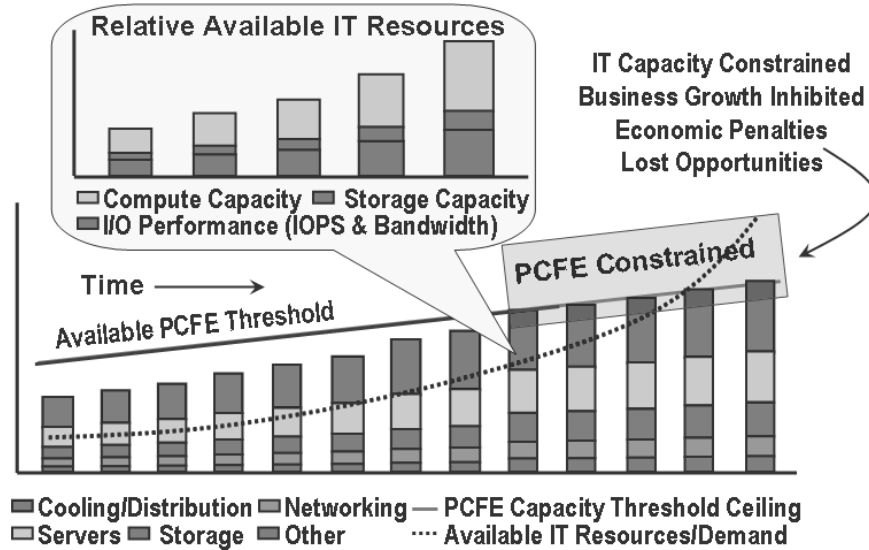 Relative Available IT Resources
Compute Capacity Storage Capacity
I/O Performance (IOPS & Bandwidth)
IT Capacity Constrained
Business Growth Inhibited
Economic Penalties
Lost Opportunities
PCFE Constrained
Time
Available PCFE Threshold
Cooling/Distribution Networking PCFE Capacity Threshold Ceiling
Servers Storage Other Available IT Resources/Demand